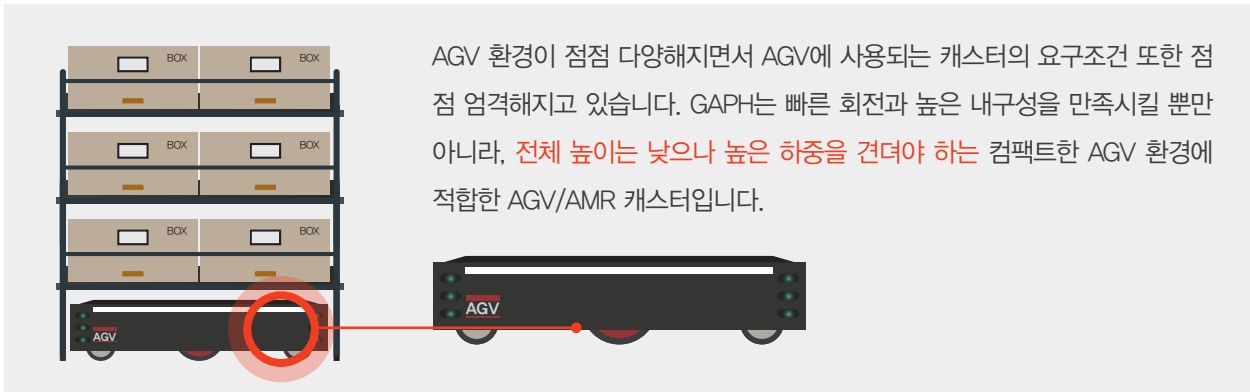 BOX BOX
BOX BOX
BOX BOX
AGV
AGV 환경이 점점 다양해지면서 AGV에 사용되는 캐스터의 요구조건 또한 점
점 엄격해지고 있습니다. GAPH는 빠른 회전과 높은 내구성을 만족시킬 뿐만
아니라, 전체 높이는 낮으나 높은 하중을 견뎌야 하는 컴팩트한 AGV 환경에
적합한 AGV/AMR 캐스터입니다.
AGV